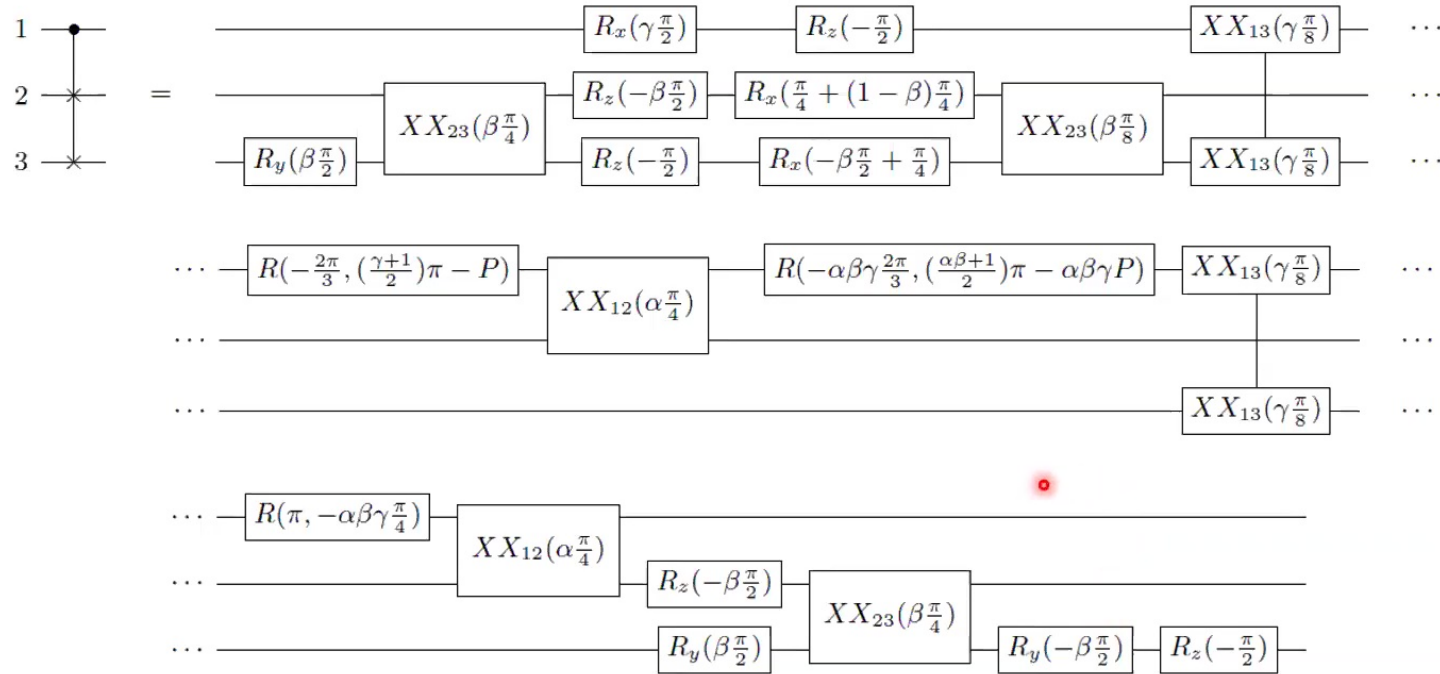 1 R_x(γ π/2) R_z(−π/2) XX_13(γ π/8) ···
2 = XX_23(β π/4) R_z(−β π/2) R_x(π/4 + (1 − β) π/4) XX_23(β π/8) ···
3 R_y(β π/2) R_z(−π/2) R_x(−β π/2 + π/4) XX_13(γ π/8) ···
··· R(−2π/3, (γ+1/2)π − P) XX_12(α π/4) R(−αβγ 2π/3, (αβ+1/2)π − αβγP) XX_13(γ π/8) ···
··· ···
··· XX_13(γ π/8) ···
··· R(π, −αβγ π/4) XX_12(α π/4)
··· R_z(−β π/2) XX_23(β π/4)
··· R_y(β π/2) R_y(−β π/2) R_z(−π/2)